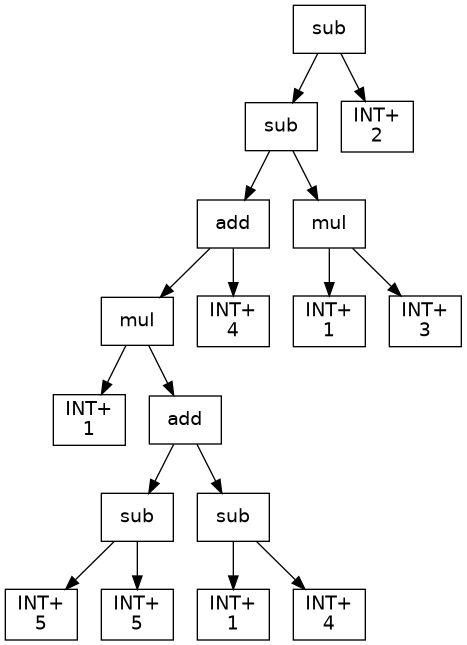 sub
sub
INT+
2
add
mul
mul
INT+
4
INT+
1
INT+
3
INT+
1
add
sub
sub
INT+
5
INT+
5
INT+
1
INT+
4